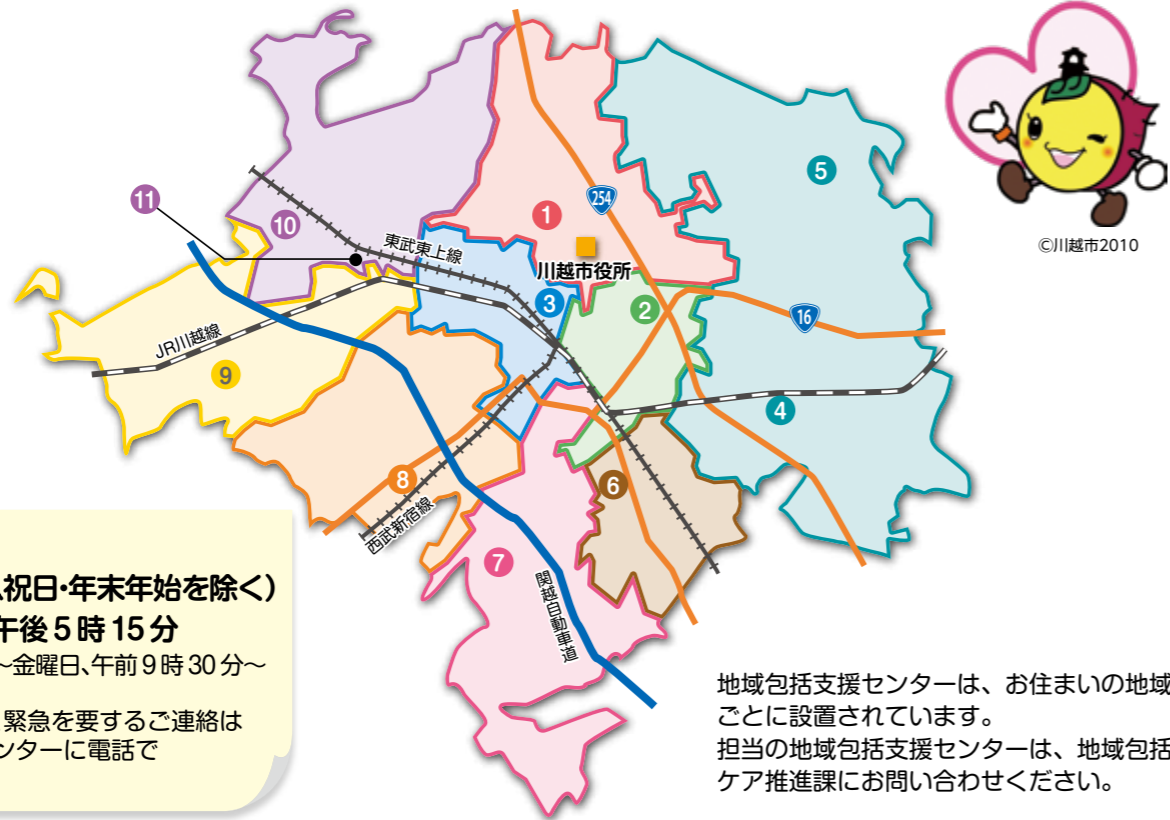 5
254
11
1
10
©川越市2010
東武東上線
川越市役所
3
2
16
JR川越線
9
4
8
6
西武新宿線
7
関越自動車道
祝日・年末年始を除く）
午後5時15分
～金曜日、午前9時30分～
緊急を要するご連絡は
ンターに電話で
地域包括支援センターは、お住まいの地域
ごとに設置されています。
担当の地域包括支援センターは、地域包括
ケア推進課にお問い合わせください。